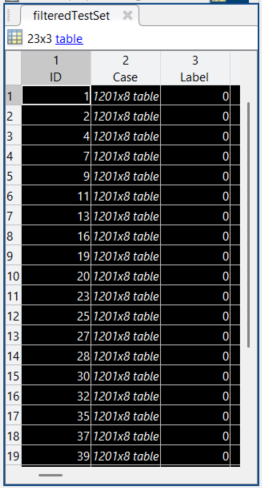 filteredTestSet
23x3 table
1 2 3
ID Case Label
1 1 1201x8 table 0
2 2 1201x8 table 0
3 4 1201x8 table 0
4 7 1201x8 table 0
5 9 1201x8 table 0
6 11 1201x8 table 0
7 13 1201x8 table 0
8 16 1201x8 table 0
9 19 1201x8 table 0
10 20 1201x8 table 0
11 23 1201x8 table 0
12 25 1201x8 table 0
13 27 1201x8 table 0
14 28 1201x8 table 0
15 30 1201x8 table 0
16 32 1201x8 table 0
17 35 1201x8 table 0
18 37 1201x8 table 0
19 39 1201x8 table 0